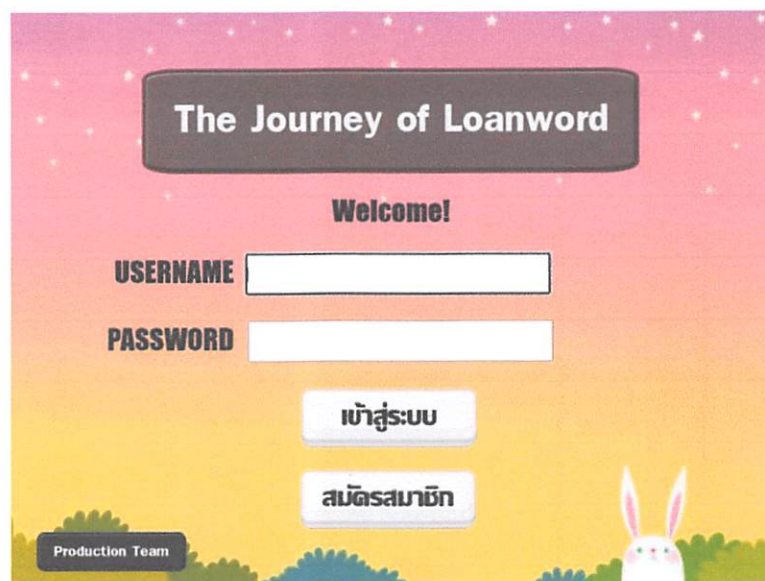 The Journey of Loanword
Welcome!
USERNAME
PASSWORD
เข้าสู่ระบบ
สมัครสมาชิก
Production Team